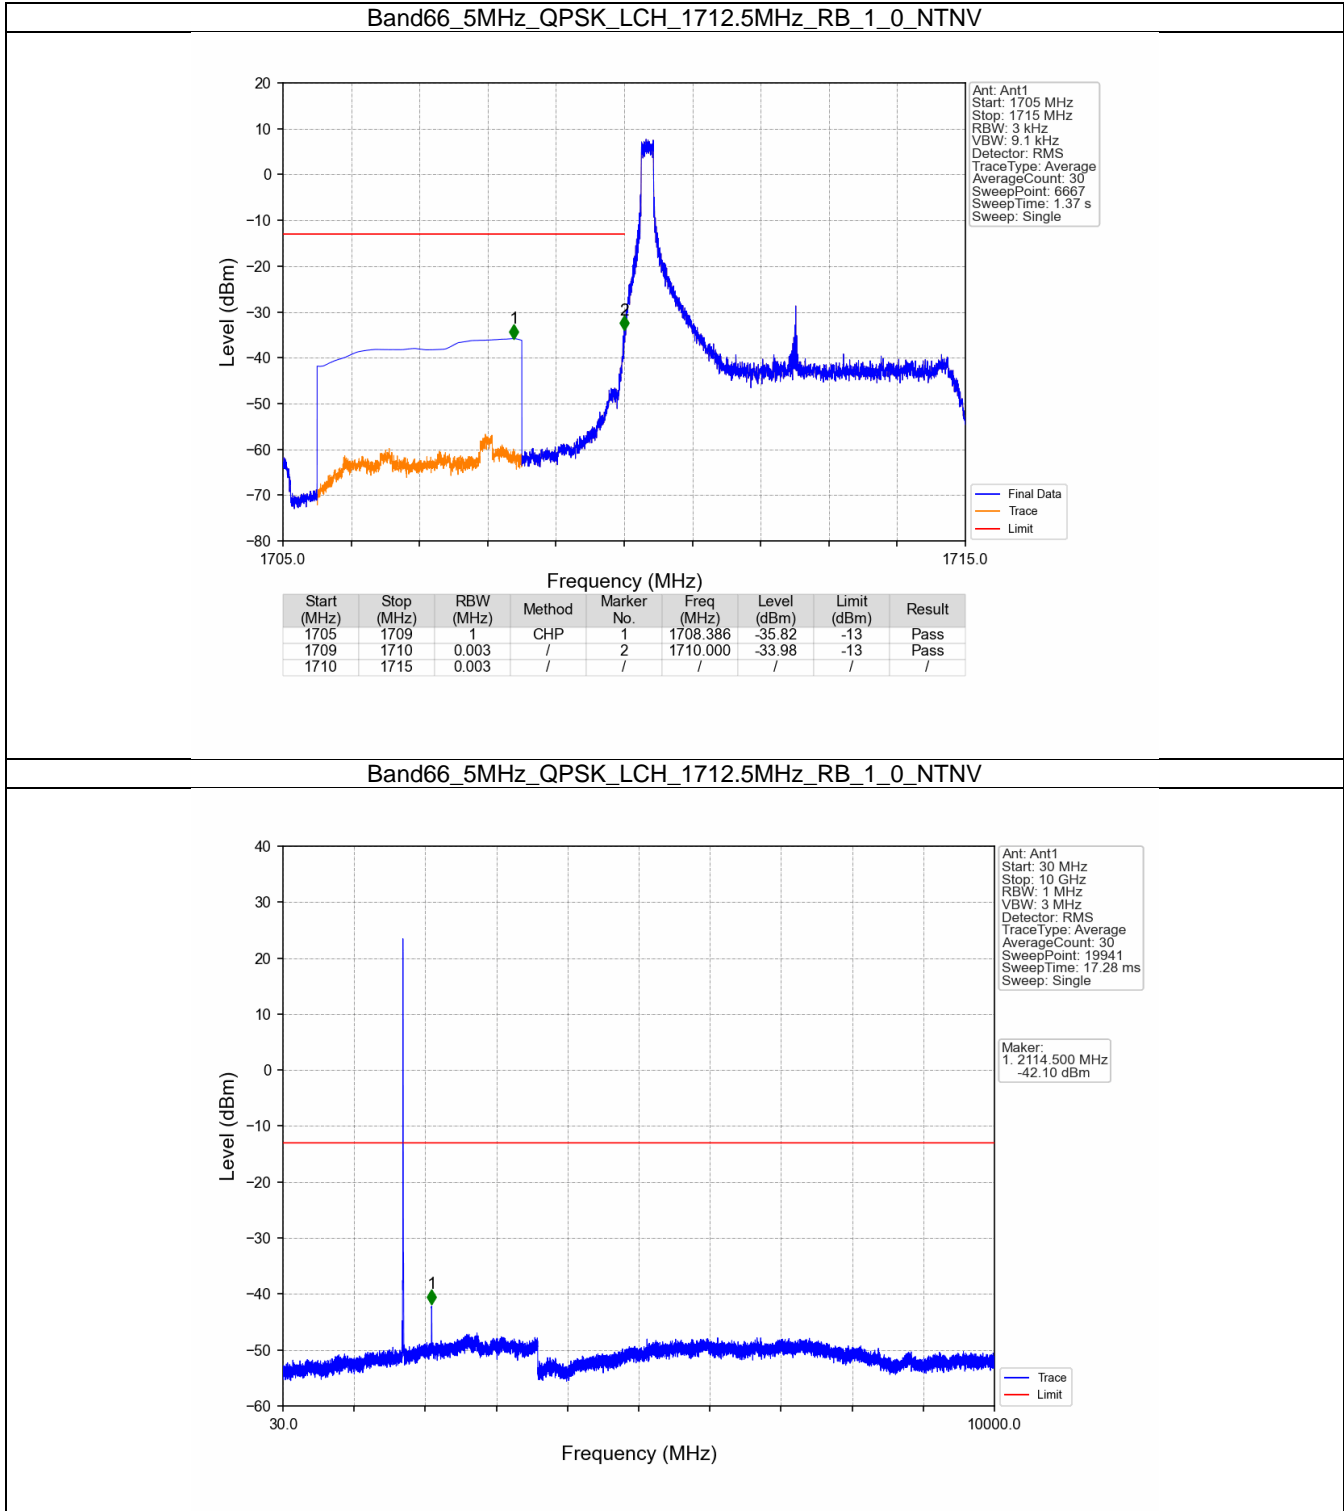 Band66_5MHz_QPSK_LCH_1712.5MHz_RB_1_0_NTNV
20
10
0
−10
−20
−30
−40
−50
−60
−70
−80
Level (dBm)
1
2
1705.0
1715.0
Frequency (MHz)
Ant: Ant1
Start: 1705 MHz
Stop: 1715 MHz
RBW: 3 kHz
VBW: 9.1 kHz
Detector: RMS
TraceType: Average
AverageCount: 30
SweepPoint: 6667
SweepTime: 1.37 s
Sweep: Single
Final Data
Trace
Limit
Start (MHz) Stop (MHz) RBW (MHz) Method Marker No. Freq (MHz) Level (dBm) Limit (dBm) Result
1705 1709 1 CHP 1 1708.386 -35.82 -13 Pass
1709 1710 0.003 / 2 1710.000 -33.98 -13 Pass
1710 1715 0.003 / / / / / /
Band66_5MHz_QPSK_LCH_1712.5MHz_RB_1_0_NTNV
40
30
20
10
0
−10
−20
−30
−40
−50
−60
Level (dBm)
1
30.0
10000.0
Frequency (MHz)
Ant: Ant1
Start: 30 MHz
Stop: 10 GHz
RBW: 1 MHz
VBW: 3 MHz
Detector: RMS
TraceType: Average
AverageCount: 30
SweepPoint: 19941
SweepTime: 17.28 ms
Sweep: Single
Maker:
1. 2114.500 MHz
-42.10 dBm
Trace
Limit